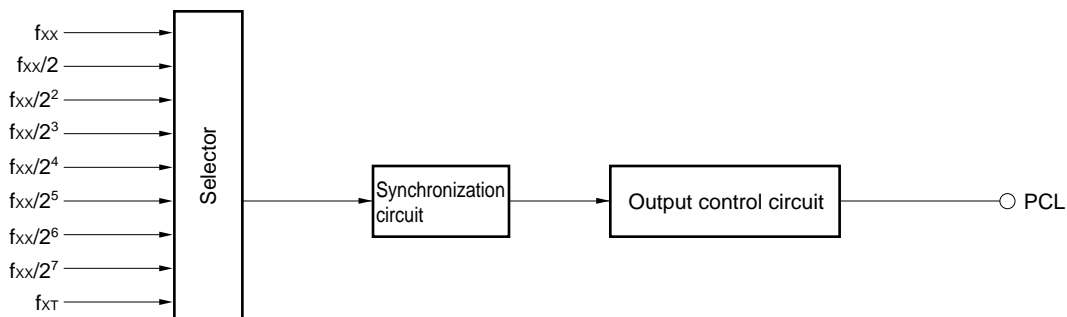 fXX
fXX/2
fXX/2²
fXX/2³
fXX/2⁴
fXX/2⁵
fXX/2⁶
fXX/2⁷
fXT
Selector
Synchronization
circuit
Output control circuit
PCL